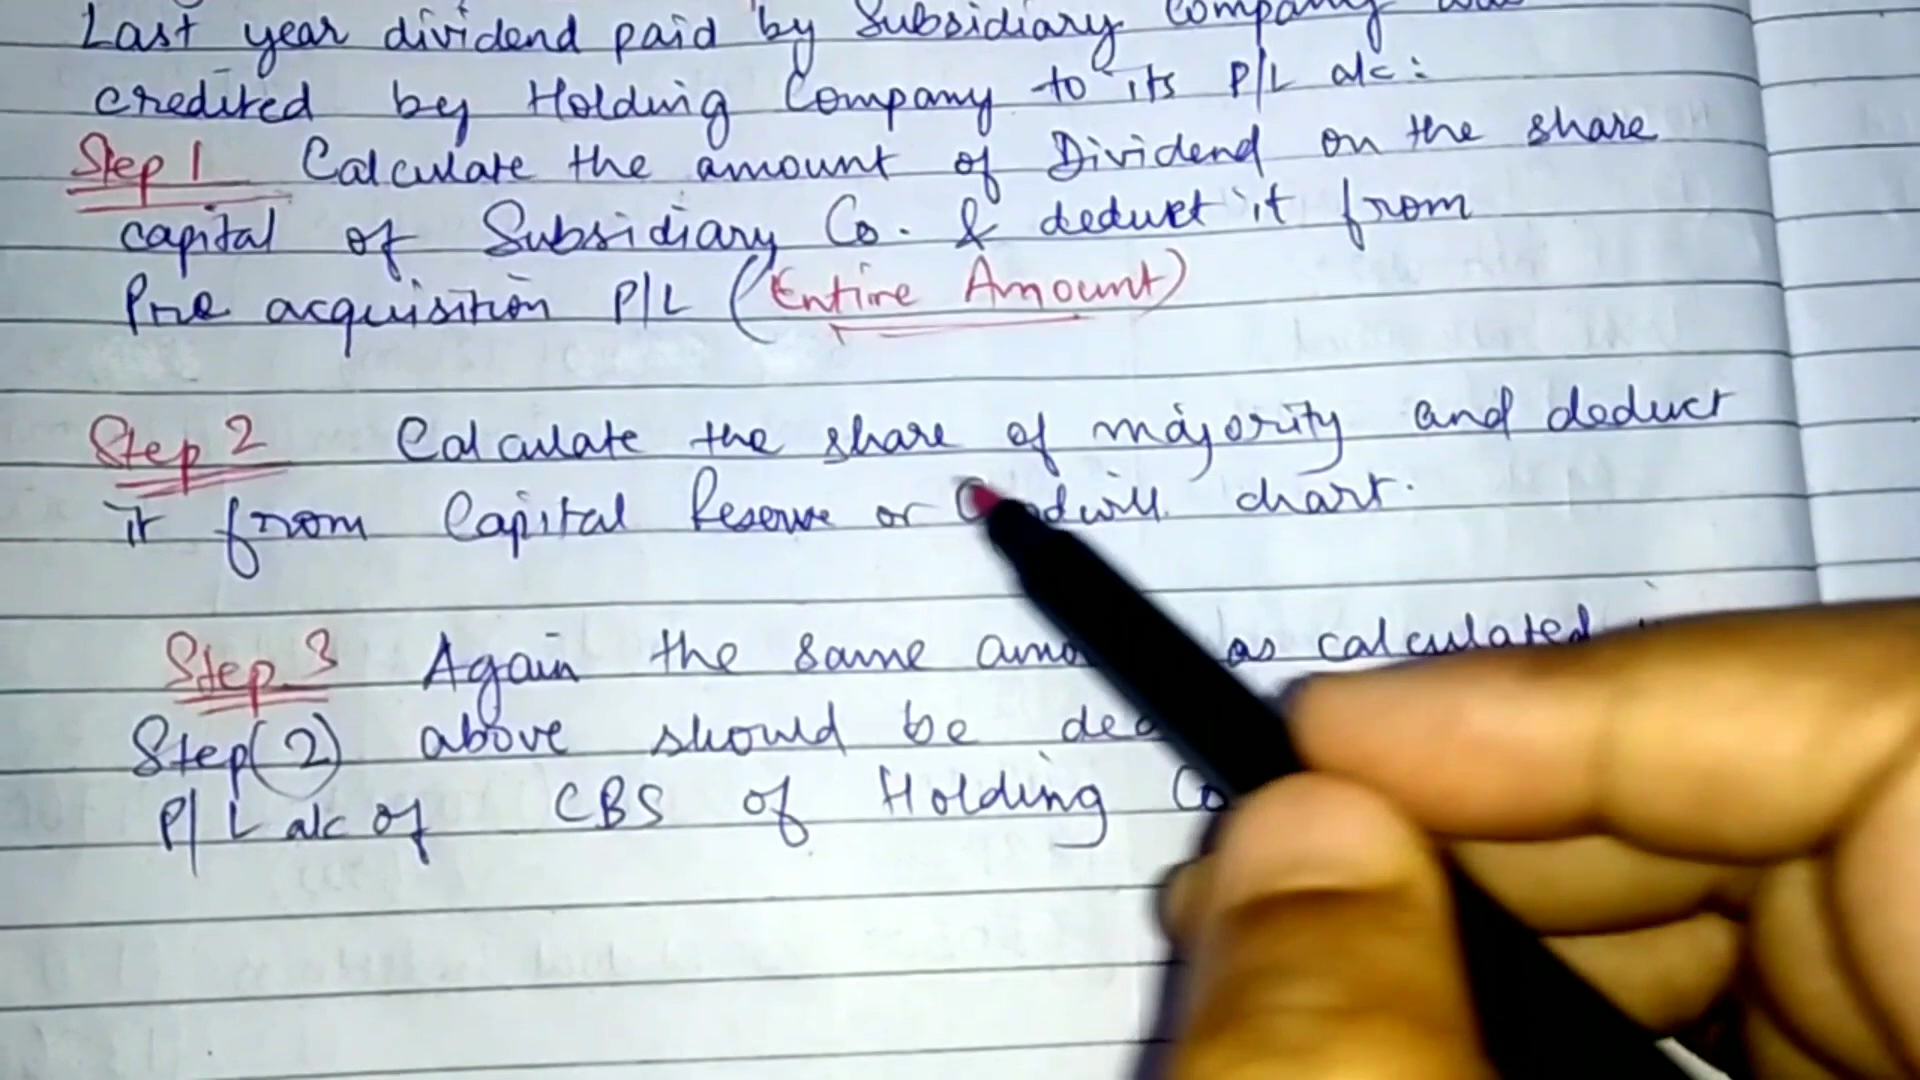 Last year dividend paid by Subsidiary Company
credited by Holding Company to its P/L a/c:
Step 1 Calculate the amount of Dividend on the share
capital of Subsidiary Co. & deduct it from
Pre acquisition P/L (Entire Amount)
Step 2 Calculate the share of majority and deduct
it from Capital Reserve or Goodwill chart.
Step 3 Again the same as calculated
Step (2) above should be
P/L a/c of CBS of Holding Co